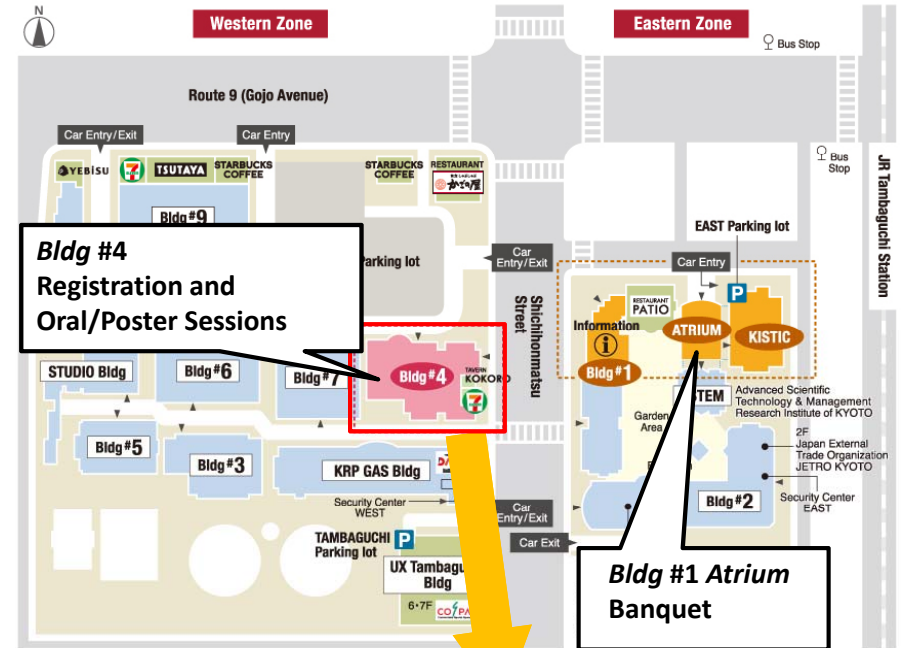 N
Western Zone
Eastern Zone
Bus Stop
Route 9 (Gojo Avenue)
Car Entry/Exit
Car Entry
YEBISU
TSUTAYA
STARBUCKS
COFFEE
STARBUCKS
COFFEE
RESTAURANT
かごの屋
Bus
Stop
JR Tambaguchi Station
Bldg#9
EAST Parking lot
Bldg #4
Registration and
Oral/Poster Sessions
Parking lot
Car
Entry/Exit
Car Entry
P
Shichihonmatsu
Street
RESTAURANT
PATIO
Information
i
ATRIUM
KISTIC
Bldg#1
STUDIO Bldg
Bldg#6
Bldg#7
Bldg#4
TAVERN
KOKORO
STEM
Advanced Scientific
Technology & Management
Research Institute of KYOTO
Garden
Area
Bldg#5
Bldg#3
KRP GAS Bldg
2F
Japan External
Trade Organization
JETRO KYOTO
Bldg#2
Security Center
WEST
Security Center
EAST
Car
Entry/Exit
Car Exit
TAMBAGUCHI
Parking lot
P
UX Tambagu
Bldg
6·7F
Bldg #1 Atrium
Banquet